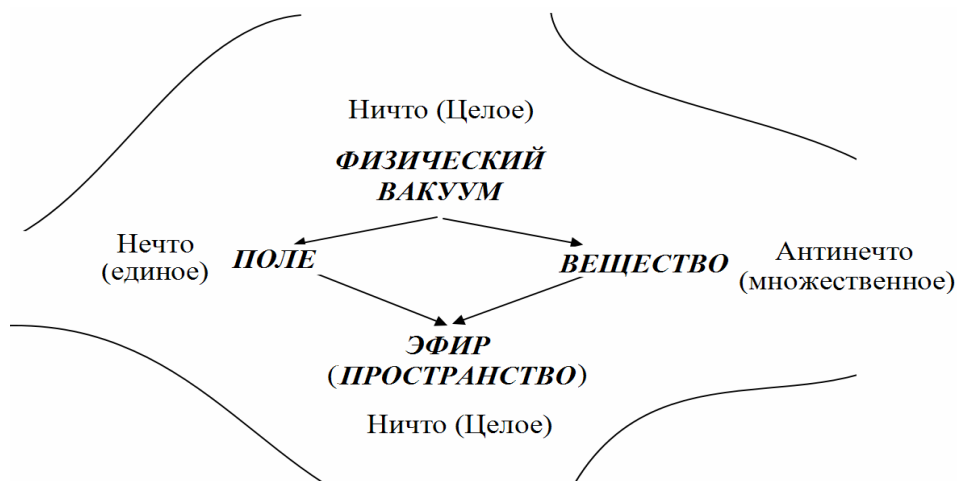 Ничто (Целое)
ФИЗИЧЕСКИЙ
ВАКУУМ
Нечто
(единое)
ПОЛЕ
ВЕЩЕСТВО
Антинечто
(множественное)
ЭФИР
(ПРОСТРАНСТВО)
Ничто (Целое)